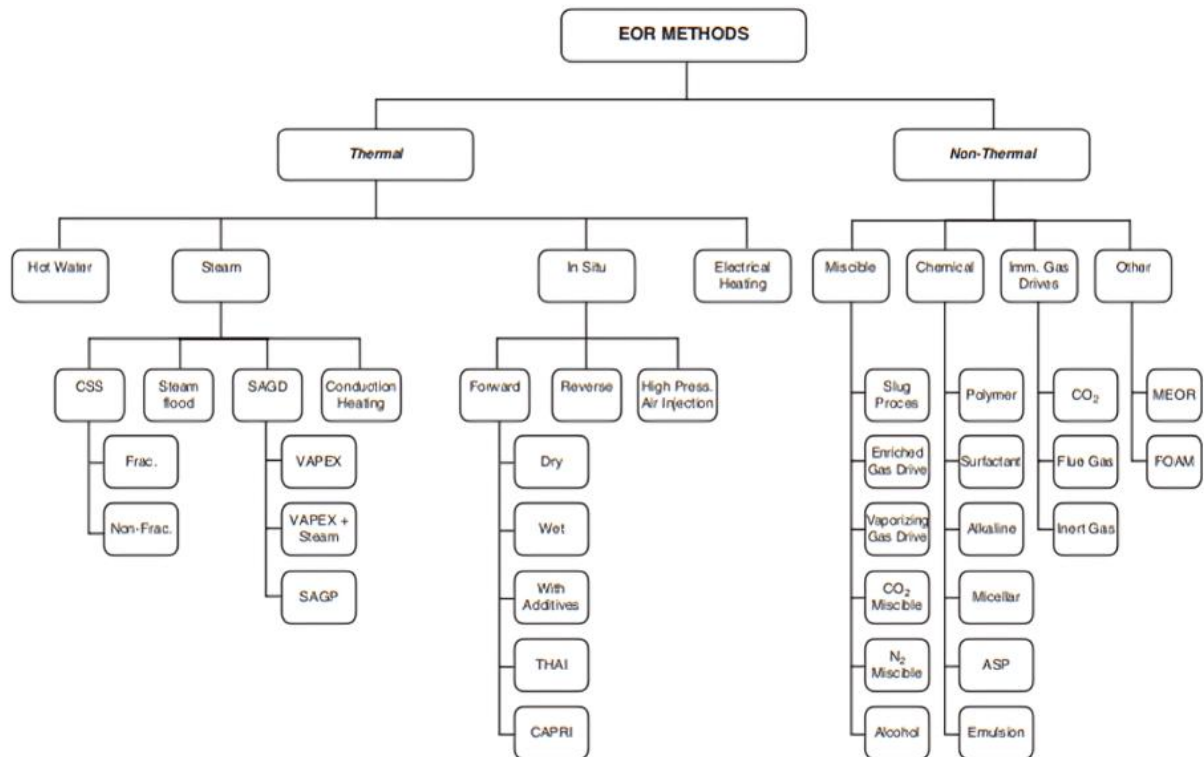 EOR METHODS
Thermal
Non-Thermal
Hot Water
Steam
In Situ
Electrical
Heating
Miscible
Chemical
Imm. Gas
Drives
Other
CSS
Steam
flood
SAGD
Conduction
Heating
Forward
Reverse
High Press.
Air Injection
Slug
Proces
Polymer
CO₂
MEOR
Frac.
VAPEX
Dry
Enriched
Gas Drive
Surfactant
Flue Gas
FOAM
Non-Frac.
VAPEX +
Steam
Wet
Vaporizing
Gas Drive
Alkaline
Inert Gas
SAGP
With
Additives
CO₂
Miscible
Micellar
THAI
N₂
Miscible
ASP
CAPRI
Alcohol
Emulsion